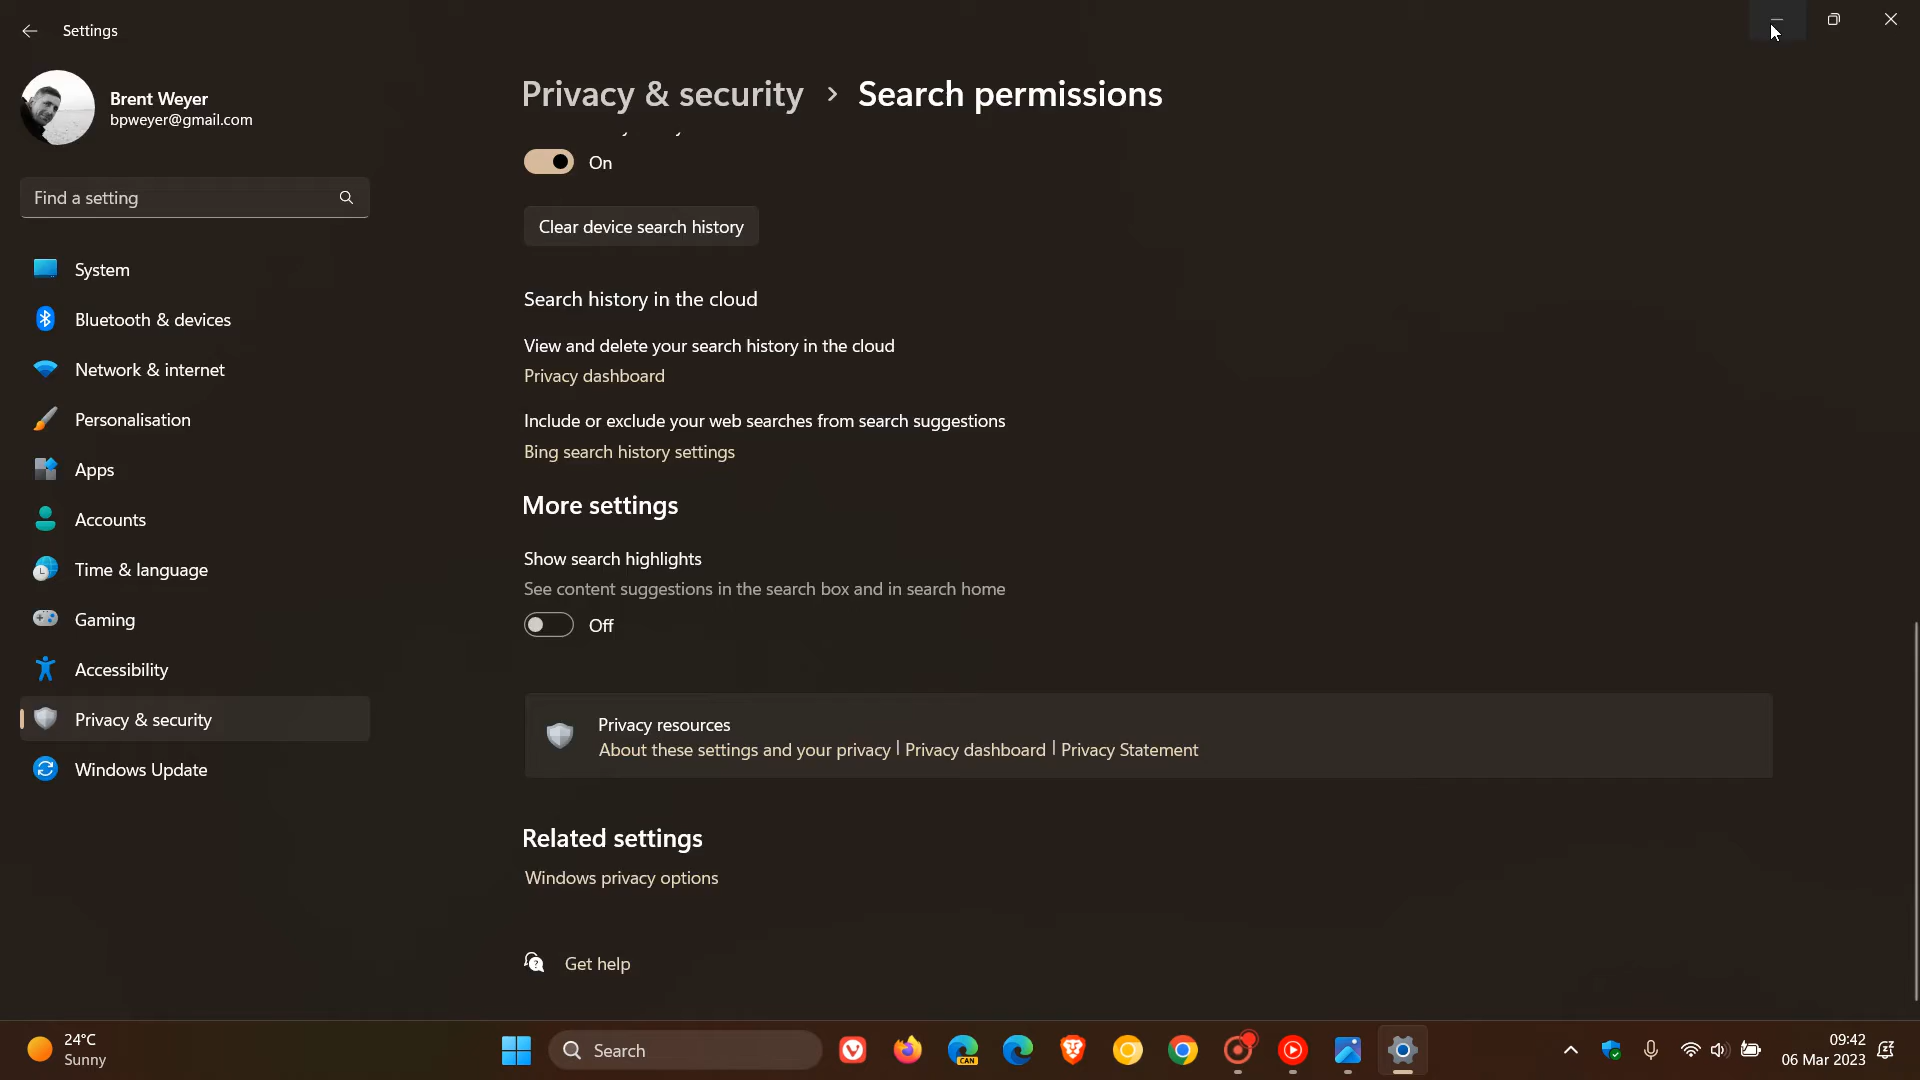 Settings
Brent Weyer
bpweyer@gmail.com
Find a setting
System
Bluetooth & devices
Network & internet
Personalisation
Apps
Accounts
Time & language
Gaming
Accessibility
Privacy & security
Windows Update
Privacy & security > Search permissions
On
Clear device search history
Search history in the cloud
View and delete your search history in the cloud
Privacy dashboard
Include or exclude your web searches from search suggestions
Bing search history settings
More settings
Show search highlights
See content suggestions in the search box and in search home
Off
Privacy resources
About these settings and your privacy | Privacy dashboard | Privacy Statement
Related settings
Windows privacy options
Get help
24°C
Sunny
Search
CAN
09:42
06 Mar 2023